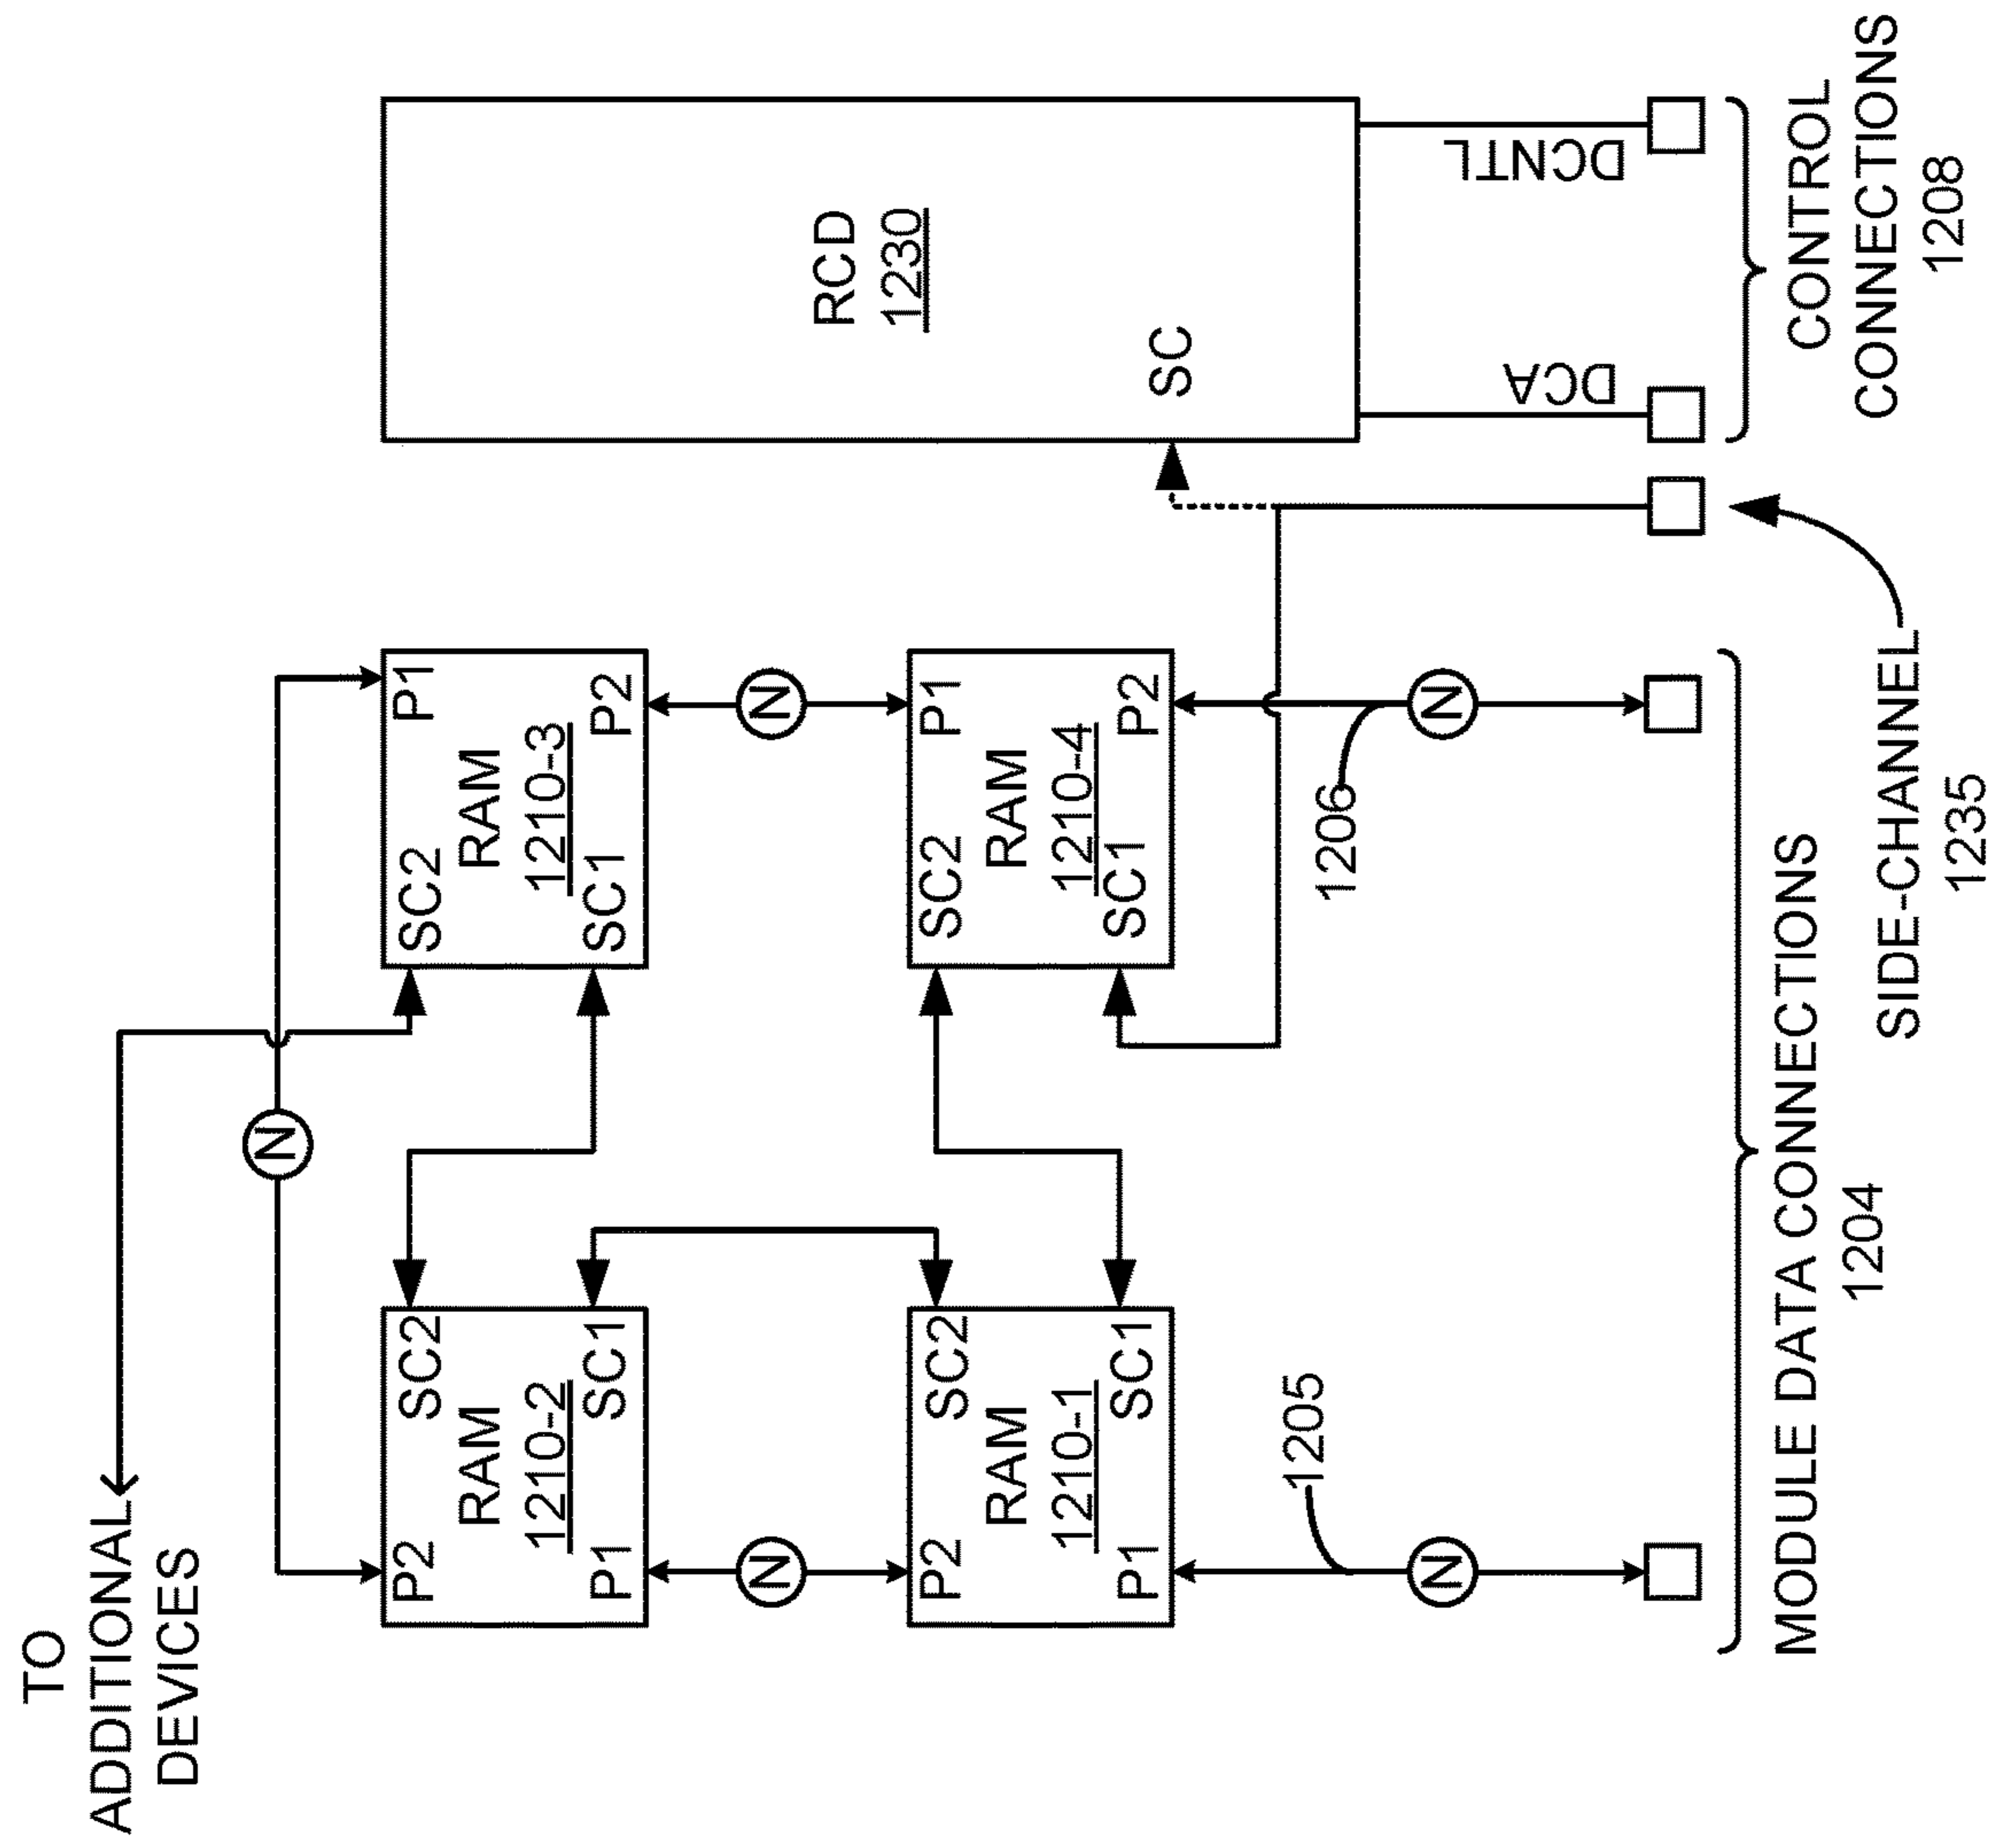 TO
ADDITIONAL
DEVICES
N
P2
SC2
RAM
1210-2
P1
SC1
SC2
P1
RAM
1210-3
SC1
P2
RCD
1230
SC
N
N
P2
SC2
RAM
1210-1
P1
SC1
SC2
P1
RAM
1210-4
SC1
P2
1205
1206
N
N
DCA
DCNTL
MODULE DATA CONNECTIONS
1204
SIDE-CHANNEL
1235
CONTROL
CONNECTIONS
1208